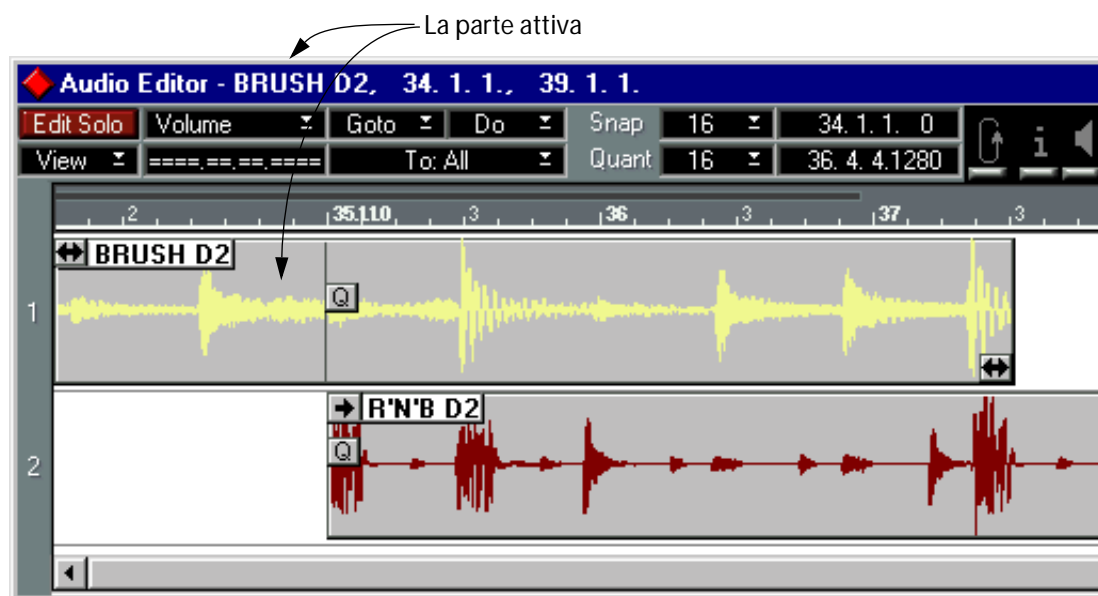 La parte attiva
Audio Editor - BRUSH D2, 34. 1. 1., 39. 1. 1.
Edit Solo Volume Goto Do Snap 16 34. 1. 1. 0
View ====.==.==.==== To: All Quant 16 36. 4. 4.1280
2 35.1.1.0 3 36 3 37 3
BRUSH D2
1
Q
R'N'B D2
Q
2